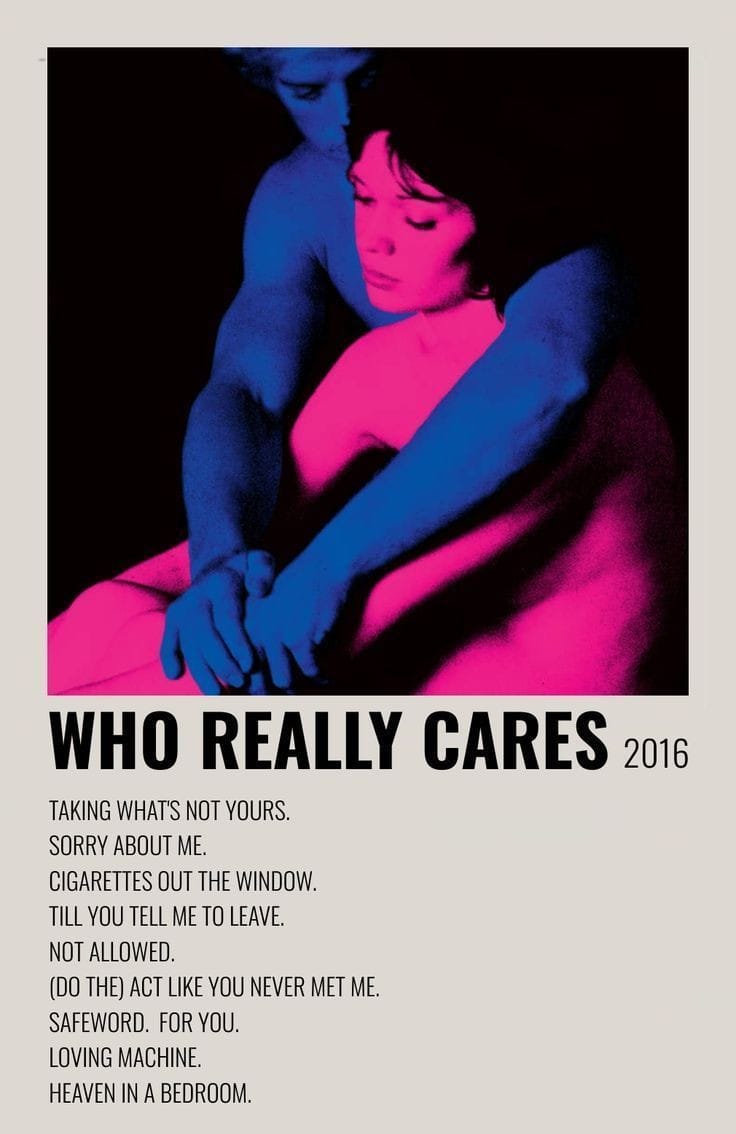 WHO REALLY CARES 2016
TAKING WHAT'S NOT YOURS.
SORRY ABOUT ME.
CIGARETTES OUT THE WINDOW.
TILL YOU TELL ME TO LEAVE.
NOT ALLOWED.
(DO THE) ACT LIKE YOU NEVER MET ME.
SAFEWORD. FOR YOU.
LOVING MACHINE.
HEAVEN IN A BEDROOM.